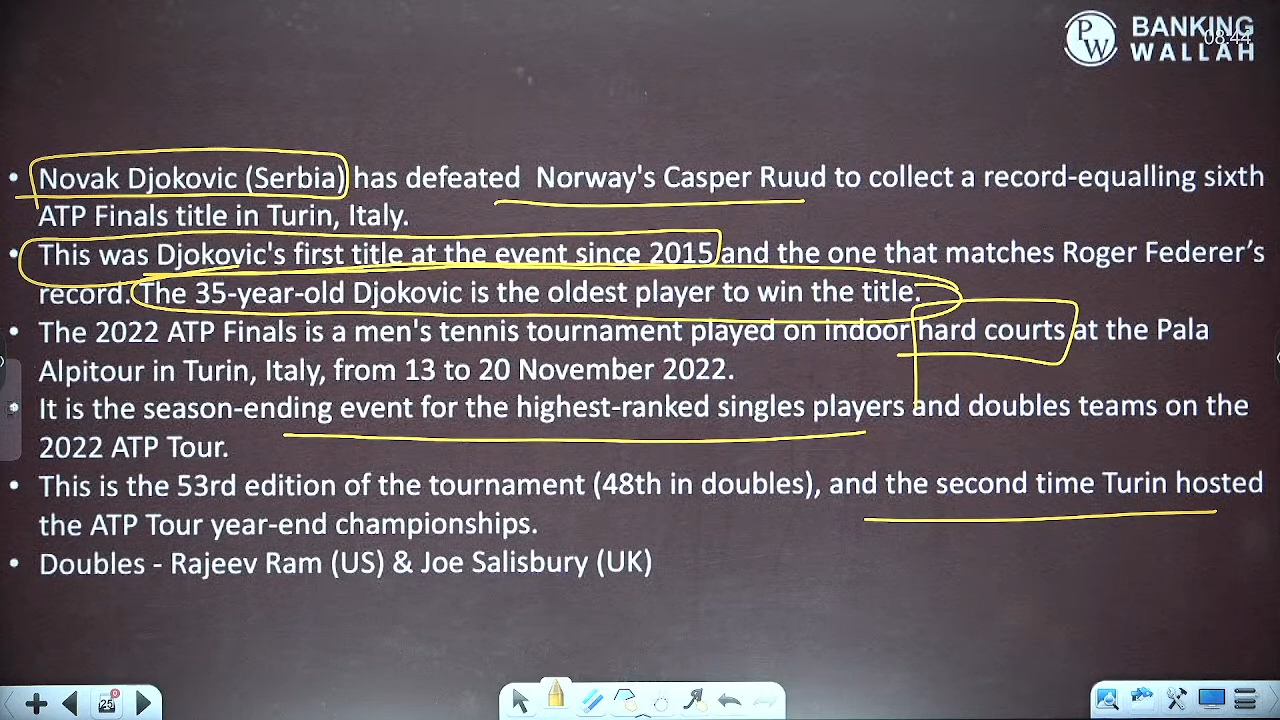 PW
BANKING
WALLAH
08:44
• Novak Djokovic (Serbia) has defeated Norway's Casper Ruud to collect a record-equalling sixth
ATP Finals title in Turin, Italy.
• This was Djokovic's first title at the event since 2015 and the one that matches Roger Federer’s
record. The 35-year-old Djokovic is the oldest player to win the title.
• The 2022 ATP Finals is a men's tennis tournament played on indoor hard courts at the Pala
Alpitour in Turin, Italy, from 13 to 20 November 2022.
• It is the season-ending event for the highest-ranked singles players and doubles teams on the
2022 ATP Tour.
• This is the 53rd edition of the tournament (48th in doubles), and the second time Turin hosted
the ATP Tour year-end championships.
• Doubles - Rajeev Ram (US) & Joe Salisbury (UK)
25
0